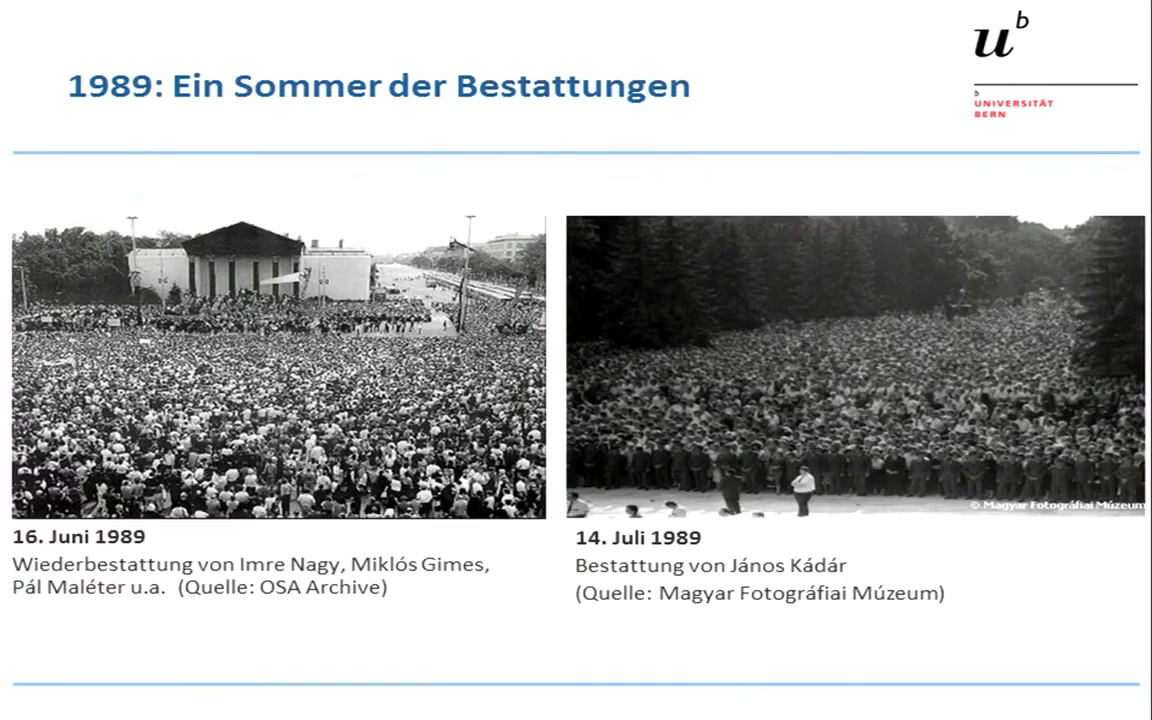 u^b
1989: Ein Sommer der Bestattungen
b
UNIVERSITÄT
BERN
© Magyar Fotográfiai Múzeum
16. Juni 1989
Wiederbestattung von Imre Nagy, Miklós Gimes,
Pál Maléter u.a. (Quelle: OSA Archive)
14. Juli 1989
Bestattung von János Kádár
(Quelle: Magyar Fotográfiai Múzeum)